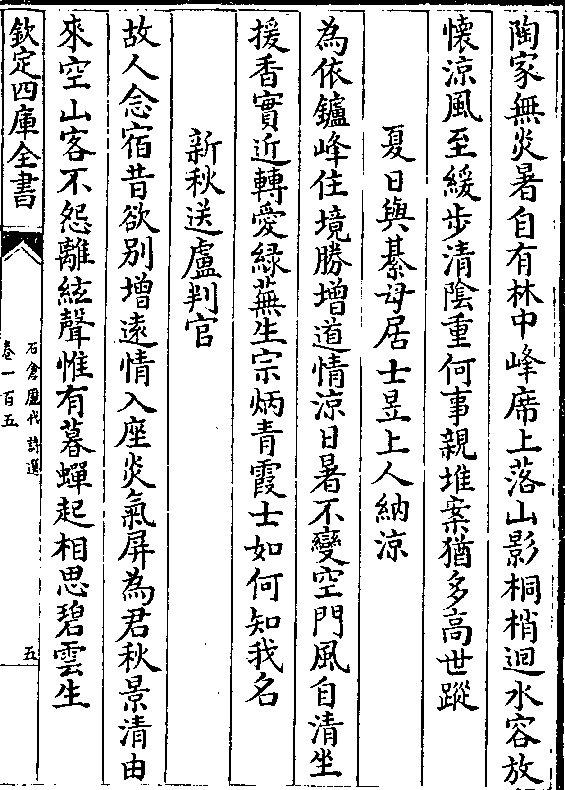 陶家無炎暑自有林中峰席上落山影桐梢迴水容放
懐涼風至緩步清陰重何事親堆案猶多高世蹤
夏日與綦毋居士昱上人納涼
為依鑪峰住境勝增道情涼日暑不變空門風自清坐
援香實近轉愛緑蕪生宗炳青霞士如何知我名
新秋送盧判官
故人念宿昔欲别增遠情入座炎氣屏為君秋景清由
來空山客不怨離絃聲惟有暮蟬起相思碧雲生
欽定四庫全書
石倉歷代詩選
卷一百五
五